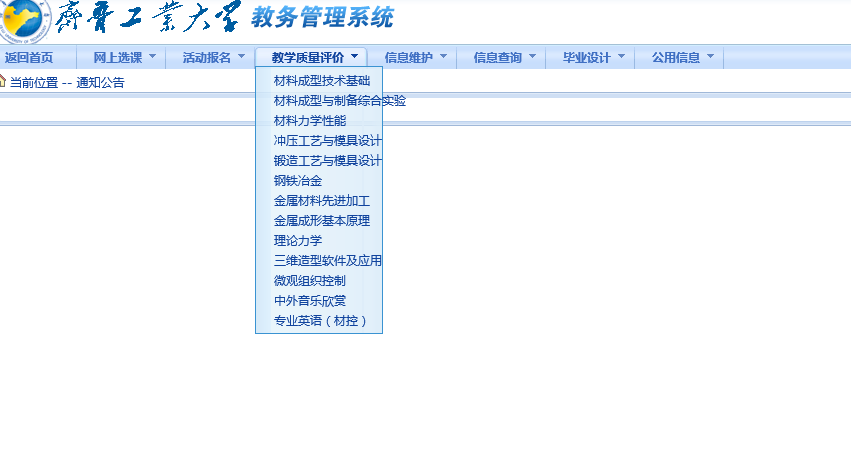 齊鲁工業大学 教务管理系统
返回首页 网上选课 活动报名 教学质量评价 信息维护 信息查询 毕业设计 公用信息
当前位置 -- 通知公告
材料成型技术基础
材料成型与制备综合实验
材料力学性能
冲压工艺与模具设计
锻造工艺与模具设计
钢铁冶金
金属材料先进加工
金属成形基本原理
理论力学
三维造型软件及应用
微观组织控制
中外音乐欣赏
专业英语（材控）